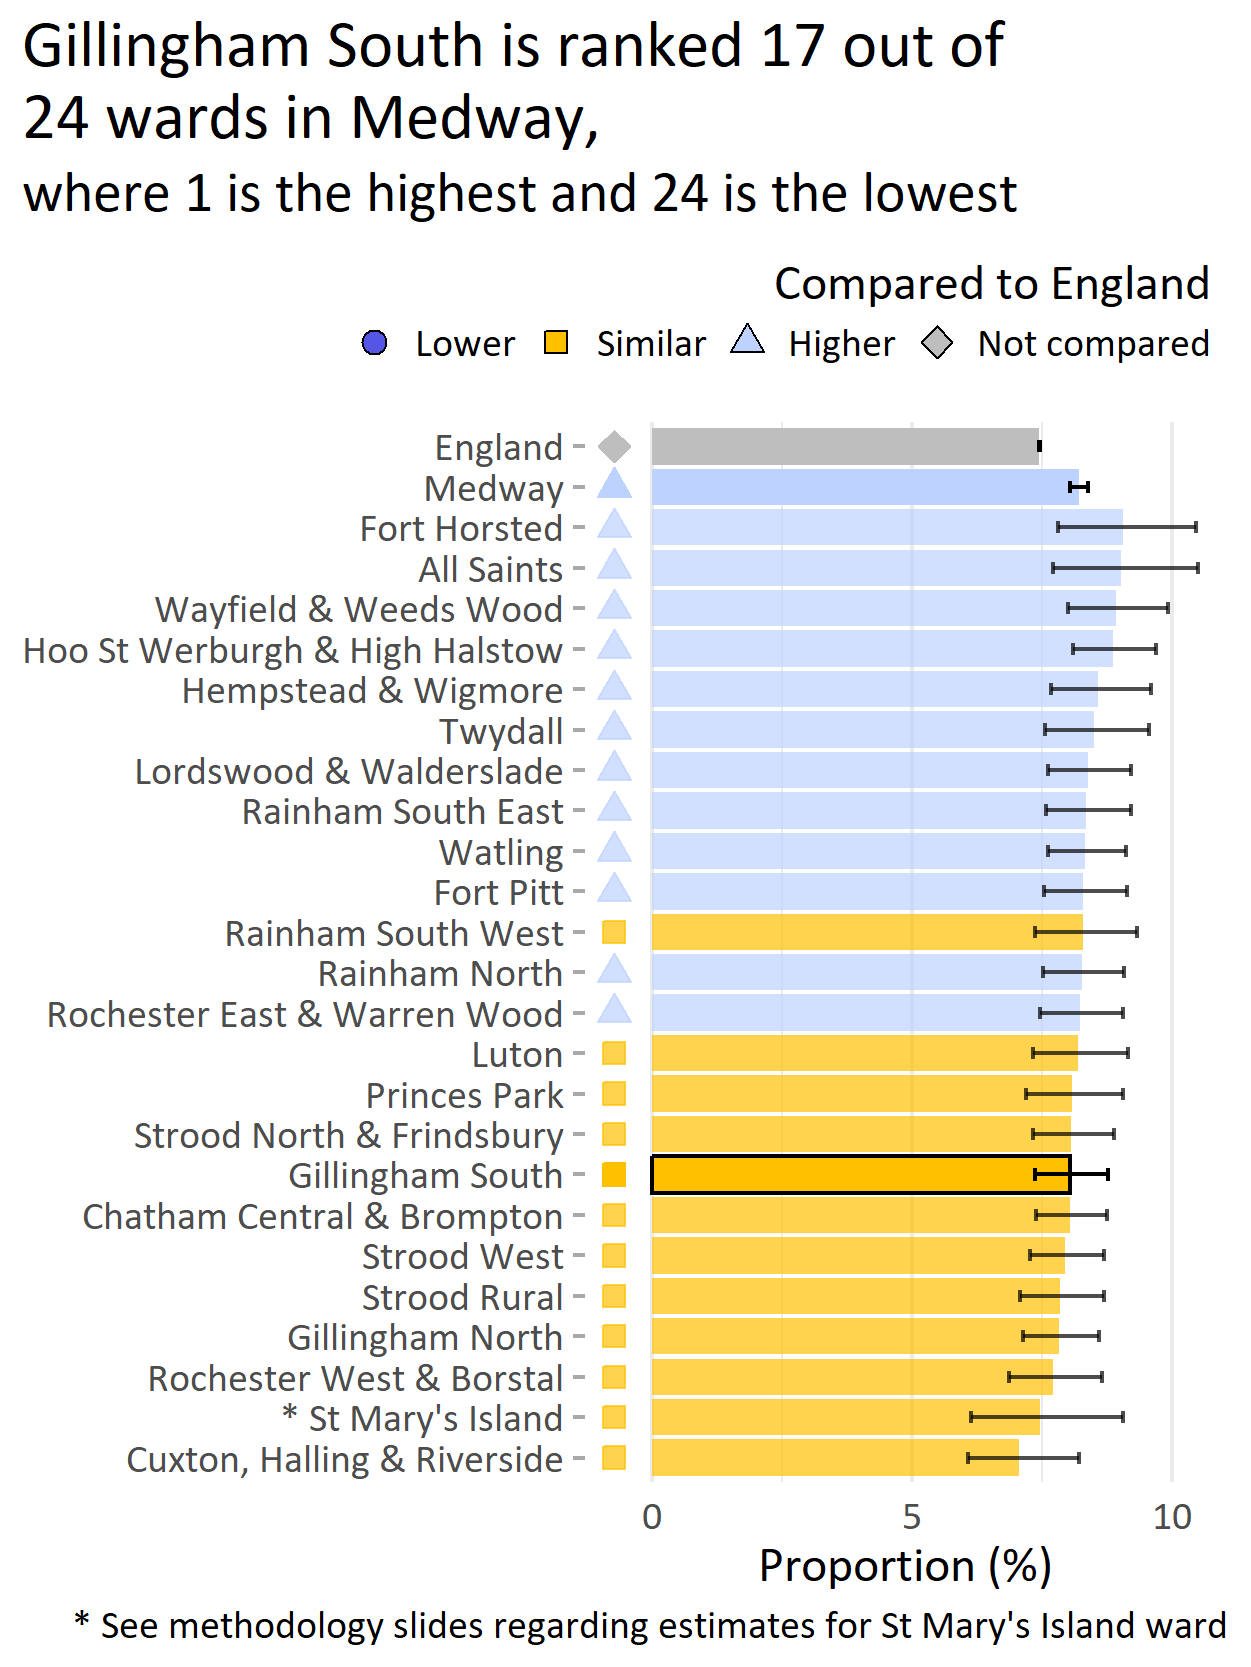 Gillingham South is ranked 17 out of
24 wards in Medway,
where 1 is the highest and 24 is the lowest
Compared to England
Lower Similar Higher Not compared
England
Medway
Fort Horsted
All Saints
Wayfield & Weeds Wood
Hoo St Werburgh & High Halstow
Hempstead & Wigmore
Twydall
Lordswood & Walderslade
Rainham South East
Watling
Fort Pitt
Rainham South West
Rainham North
Rochester East & Warren Wood
Luton
Princes Park
Strood North & Frindsbury
Gillingham South
Chatham Central & Brompton
Strood West
Strood Rural
Gillingham North
Rochester West & Borstal
* St Mary's Island
Cuxton, Halling & Riverside
0 5 10
Proportion (%)
* See methodology slides regarding estimates for St Mary's Island ward